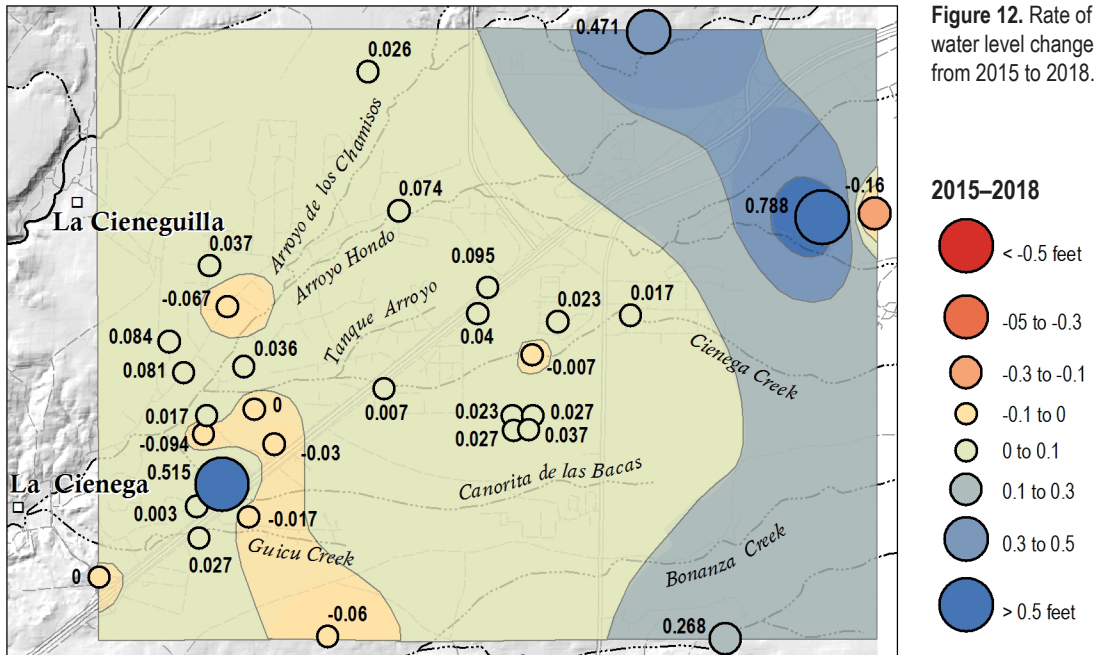 Figure 12. Rate of
water level change
from 2015 to 2018.
0.471
0.026
Arroyo de los Chamisos
0.074
-0.16
0.788
La Cieneguilla
0.037
Arroyo Hondo
0.095
-0.067
Tanque Arroyo
0.023
0.017
0.04
0.084
0.036
Cienega Creek
0.081
-0.007
0.007
0
0.017
0.023
0.027
-0.094
0.027
0.037
-0.03
0.515
Canorita de las Bacas
La Cienega
0.003
-0.017
Guicu Creek
0.027
Bonanza Creek
0
-0.06
0.268
2015–2018
< -0.5 feet
-05 to -0.3
-0.3 to -0.1
-0.1 to 0
0 to 0.1
0.1 to 0.3
0.3 to 0.5
> 0.5 feet